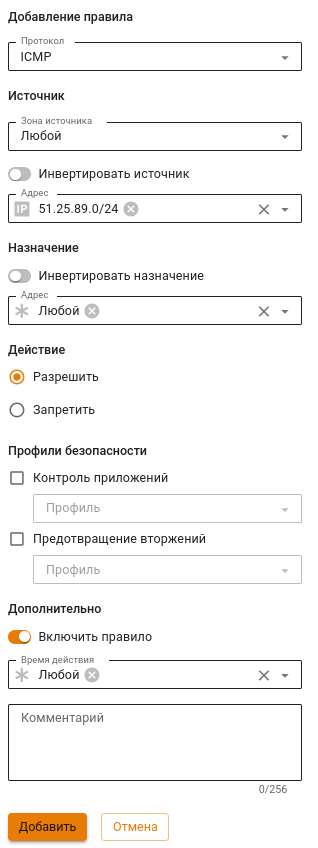 Добавление правила
Протокол
ICMP
Источник
Зона источника
Любой
Инвертировать источник
Адрес
IP 51.25.89.0/24
Назначение
Инвертировать назначение
Адрес
Любой
Действие
Разрешить
Запретить
Профили безопасности
Контроль приложений
Профиль
Предотвращение вторжений
Профиль
Дополнительно
Включить правило
Время действия
Любой
Комментарий
0/256
Добавить Отмена